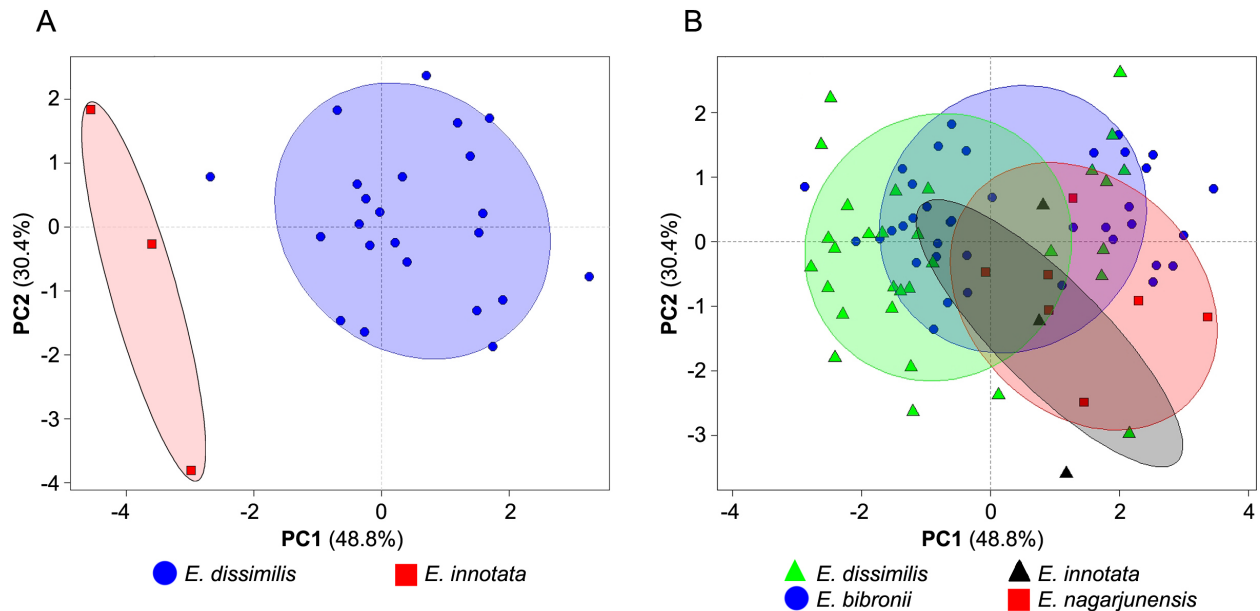 A
B
2
1
0
-1
-2
-3
-4
PC2 (30.4%)
-4
-2
0
2
PC1 (48.8%)
E. dissimilis
E. innotata
2
1
0
-1
-2
-3
PC2 (30.4%)
-4
-2
0
2
4
PC1 (48.8%)
E. dissimilis
E. innotata
E. bibronii
E. nagarjunensis